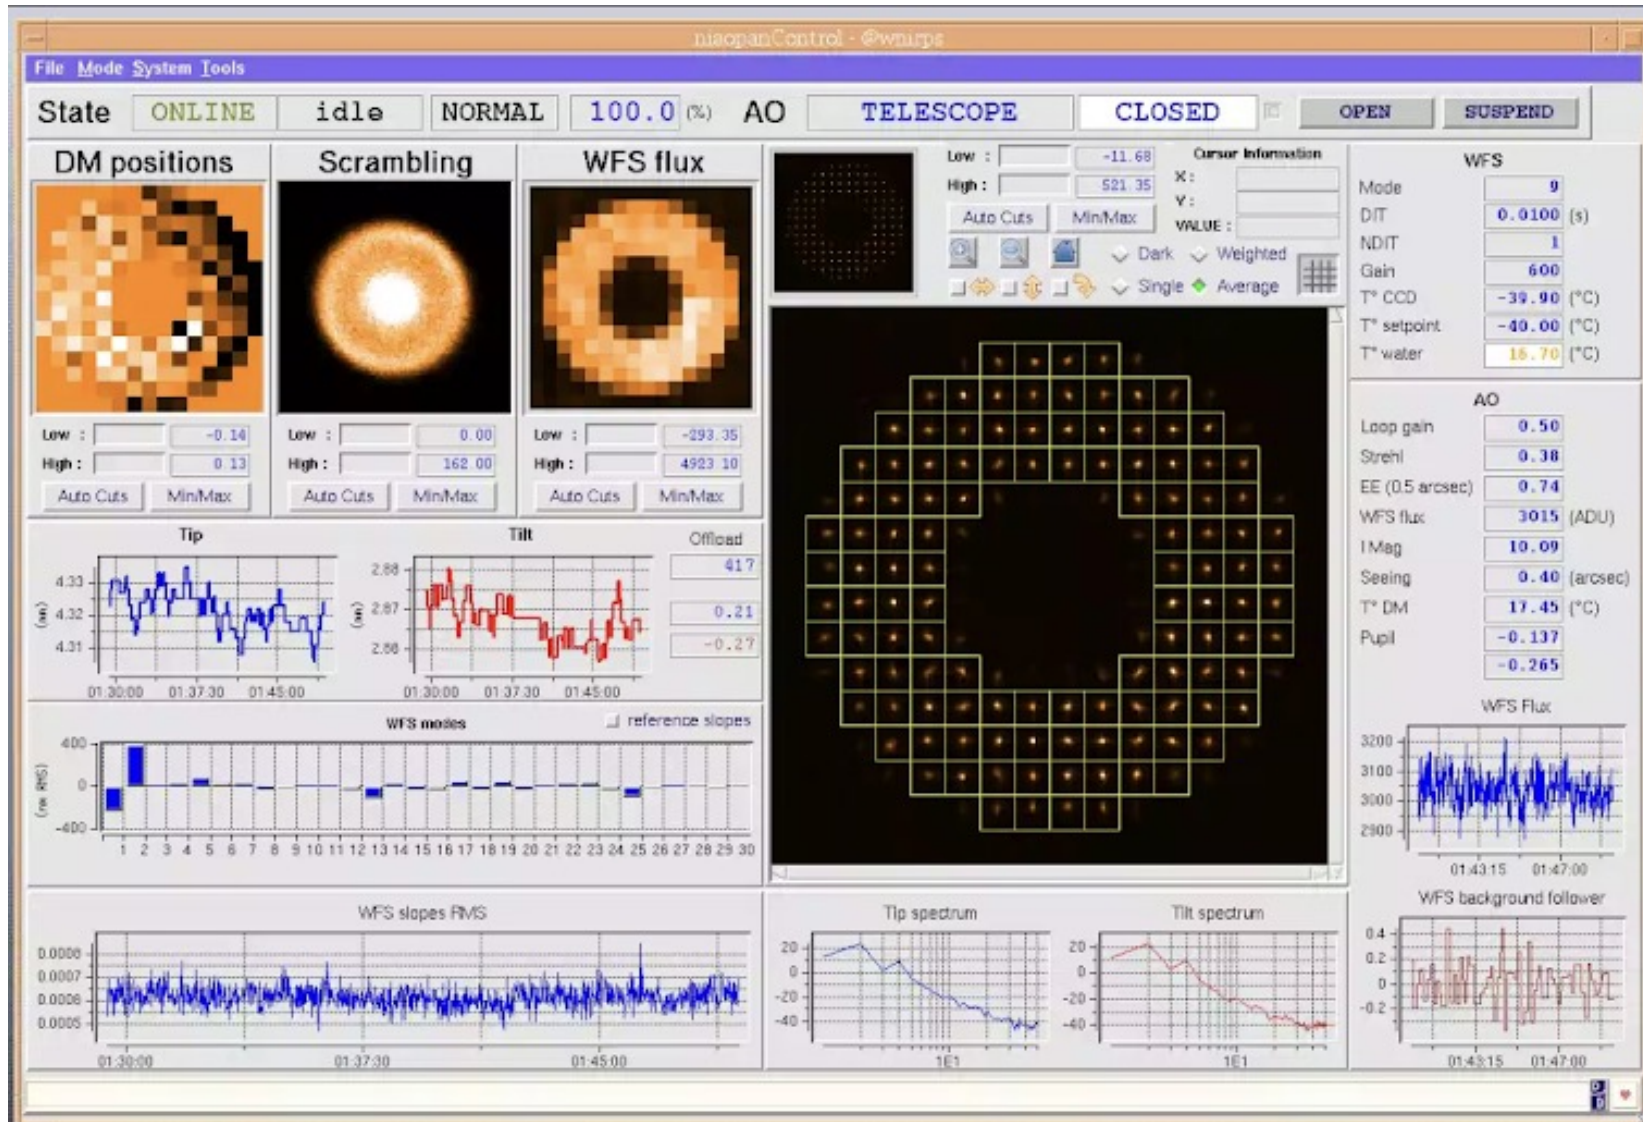 niaopanControl - @wnirps
File Mode System Tools
State ONLINE idle NORMAL 100.0 (%) AO TELESCOPE CLOSED OPEN SUSPEND
DM positions
Low : -0.14
High : 0.13
Auto Cuts Min/Max
Scrambling
Low : 0.00
High : 162.00
Auto Cuts Min/Max
WFS flux
Low : -293.35
High : 4923.10
Auto Cuts Min/Max
Low : -11.68
High : 521.35
Auto Cuts Min/Max
Cursor Information
X :
Y :
VALUE :
Dark Weighted
Single Average
WFS
Mode 9
DIT 0.0100 (s)
NDIT 1
Gain 600
T° CCD -39.90 (°C)
T° setpoint -40.00 (°C)
T° water 16.70 (°C)
AO
Loop gain 0.50
Strehl 0.38
EE (0.5 arcsec) 0.74
WFS flux 3015 (ADU)
I Mag 10.09
Seeing 0.40 (arcsec)
T° DM 17.45 (°C)
Pupil -0.137
-0.265
Tip
4.33
4.32
4.31
01:30:00 01:37:30 01:45:00
Tilt
2.88
2.87
2.86
01:30:00 01:37:30 01:45:00
Offload
417
0.21
-0.27
WFS modes
reference slopes
(nm RMS)
400
0
-400
1 2 3 4 5 6 7 8 9 10 11 12 13 14 15 16 17 18 19 20 21 22 23 24 25 26 27 28 29 30
WFS Flux
3200
3100
3000
2900
01:43:15 01:47:00
WFS slopes RMS
0.0008
0.0007
0.0006
0.0005
01:30:00 01:37:30 01:45:00
Tip spectrum
20
0
-20
-40
1E1
Tilt spectrum
20
0
-20
-40
1E1
WFS background follower
0.4
0.2
0
-0.2
01:43:15 01:47:00